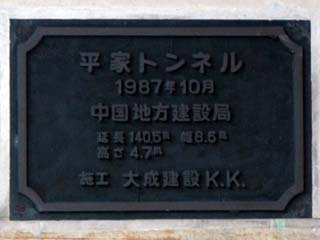 平家トンネル
1987年10月
中国地方建設局
延長140.5m 幅8.5m
高さ4.7m
施工 大成建設K.K.